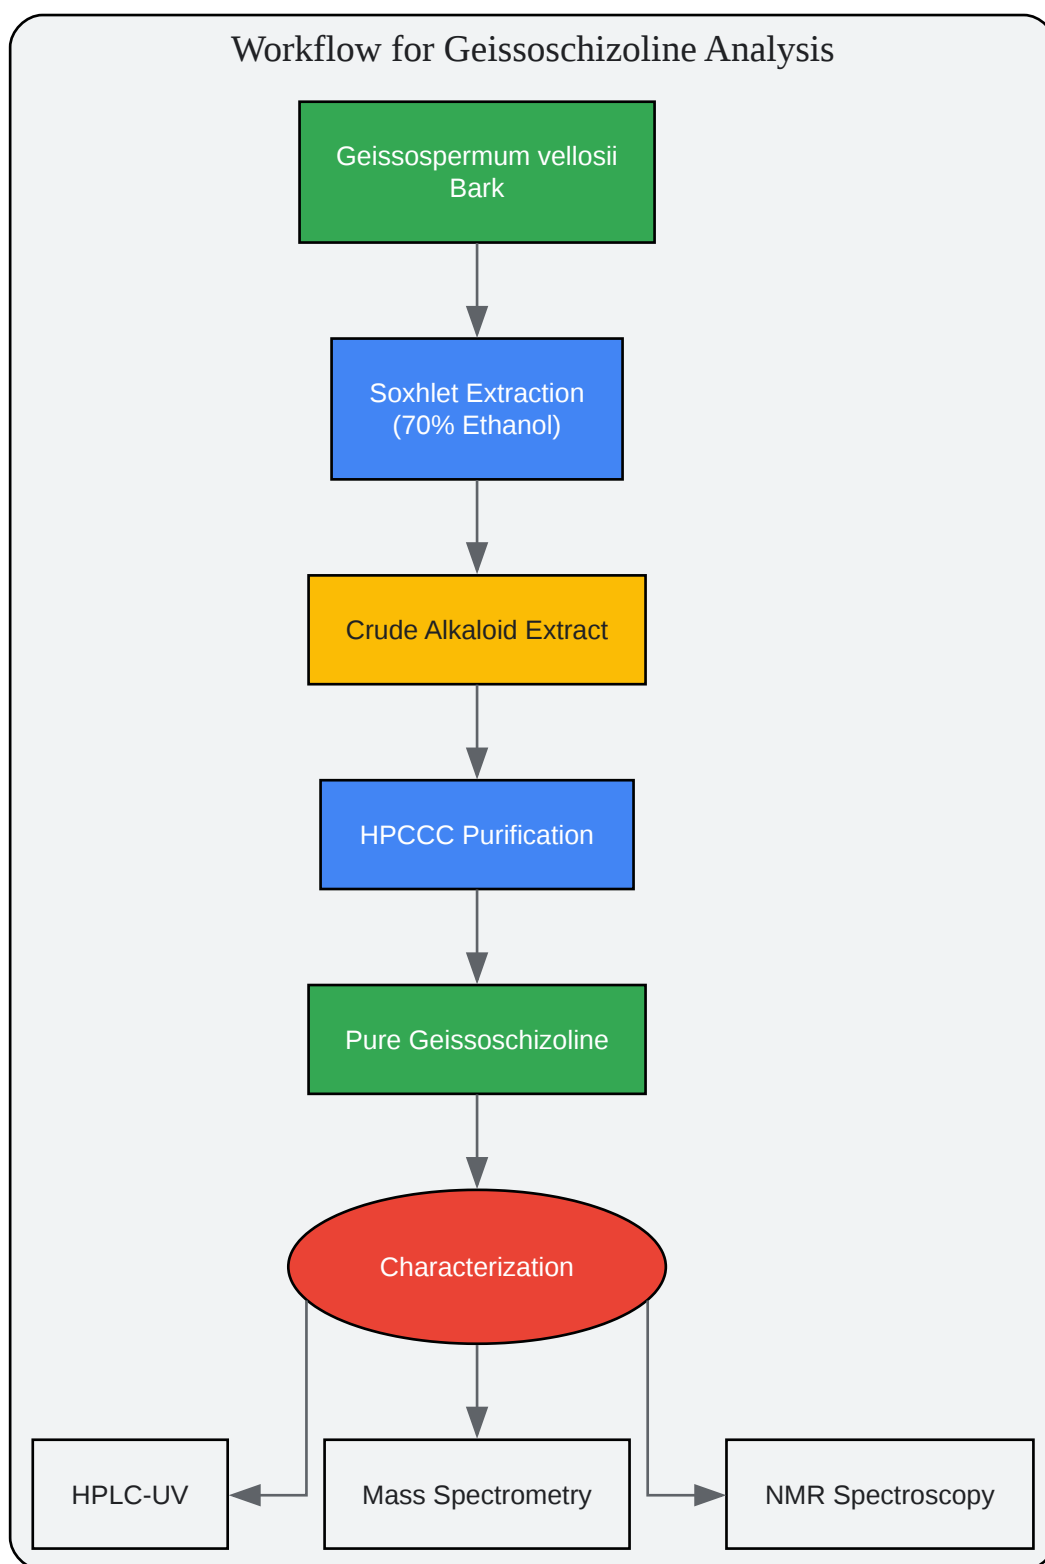 Workflow for Geissoschizoline Analysis
Geissospermum vellosii
Bark
Soxhlet Extraction
(70% Ethanol)
Crude Alkaloid Extract
HPCCC Purification
Pure Geissoschizoline
Characterization
HPLC-UV
Mass Spectrometry
NMR Spectroscopy